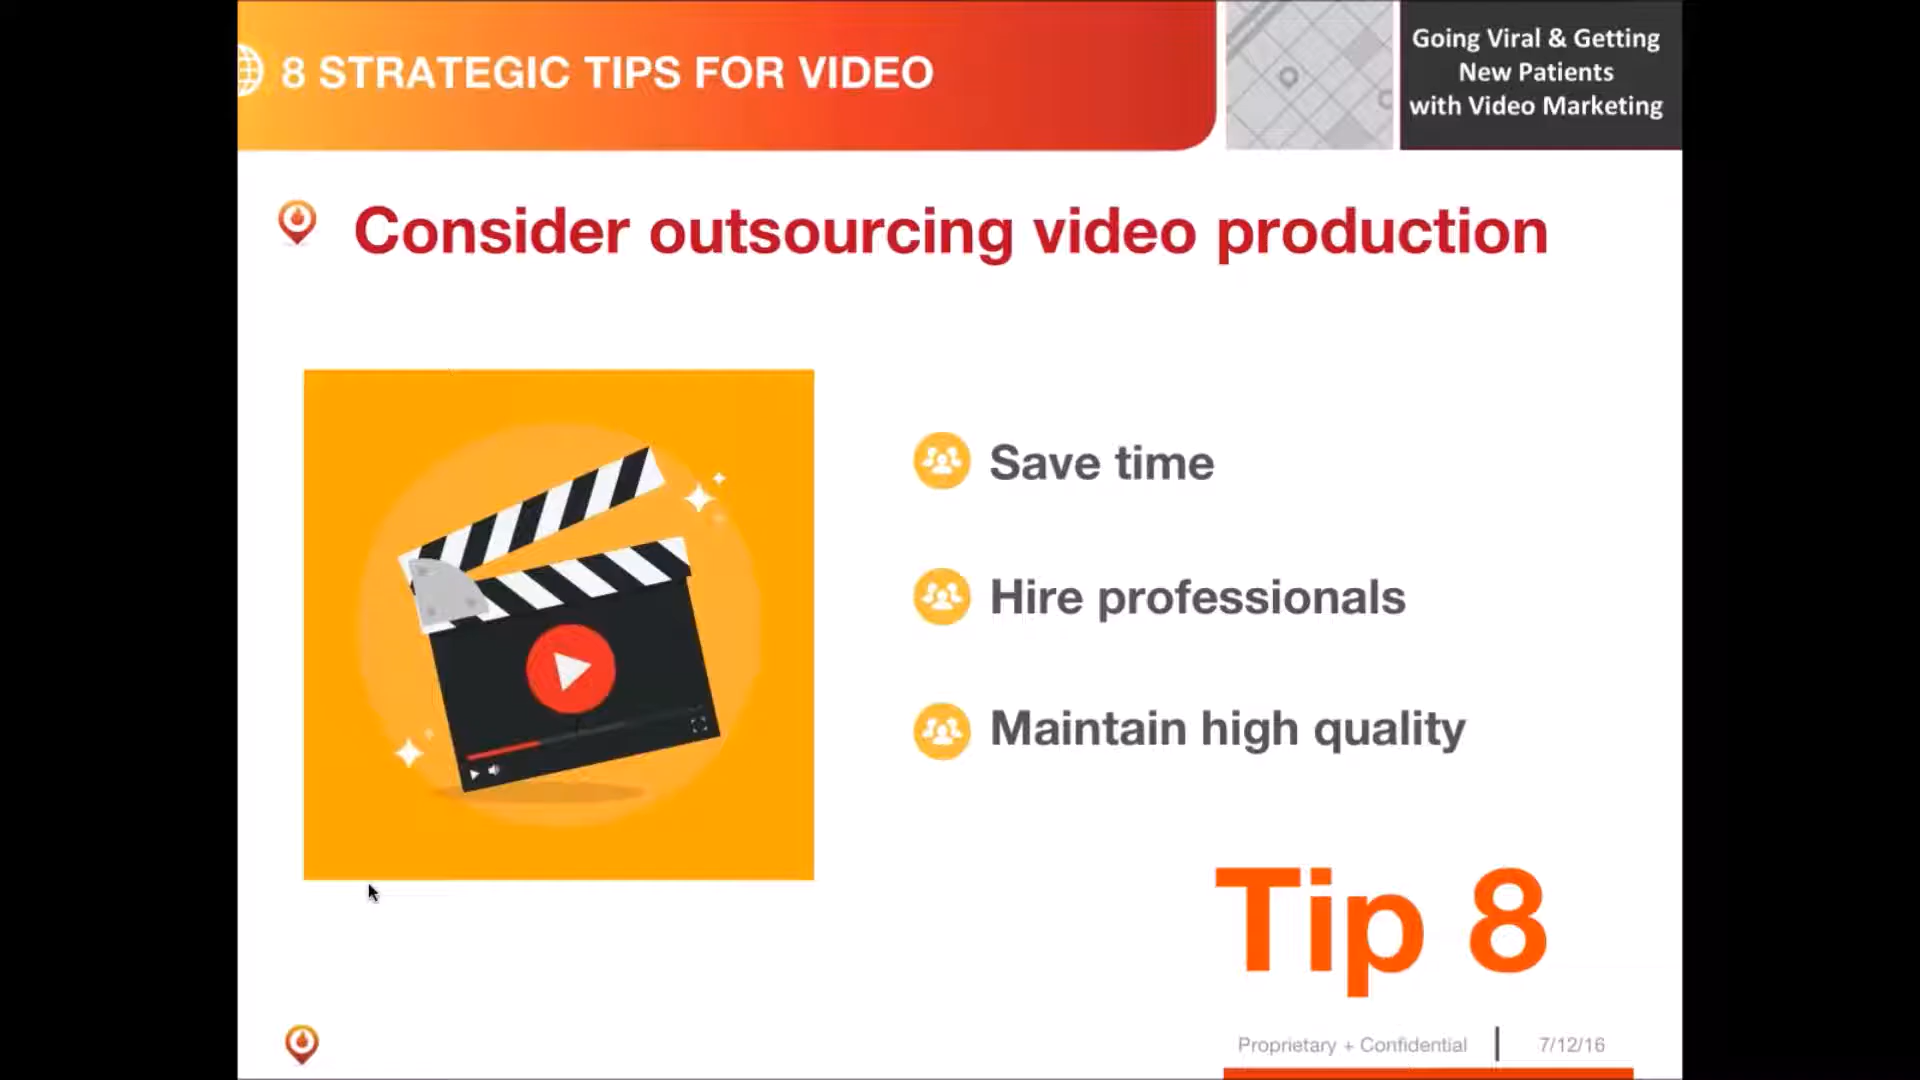 8 STRATEGIC TIPS FOR VIDEO
Going Viral & Getting
New Patients
with Video Marketing
Consider outsourcing video production
Save time
Hire professionals
Maintain high quality
Tip 8
Proprietary + Confidential
7/12/16